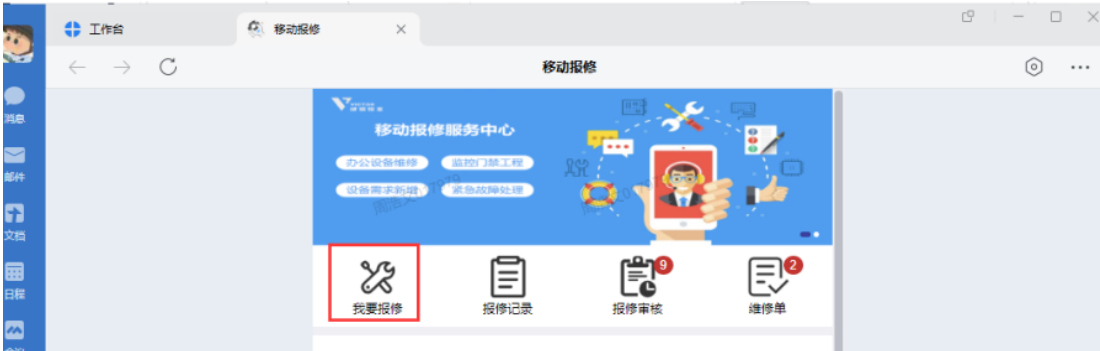 工作台
移动报修
移动报修
消息
邮件
文档
日程
移动报修服务中心
办公设备维修
监控门禁工程
设备需求新增
紧急故障处理
我要报修
报修记录
9
报修审核
2
维修单